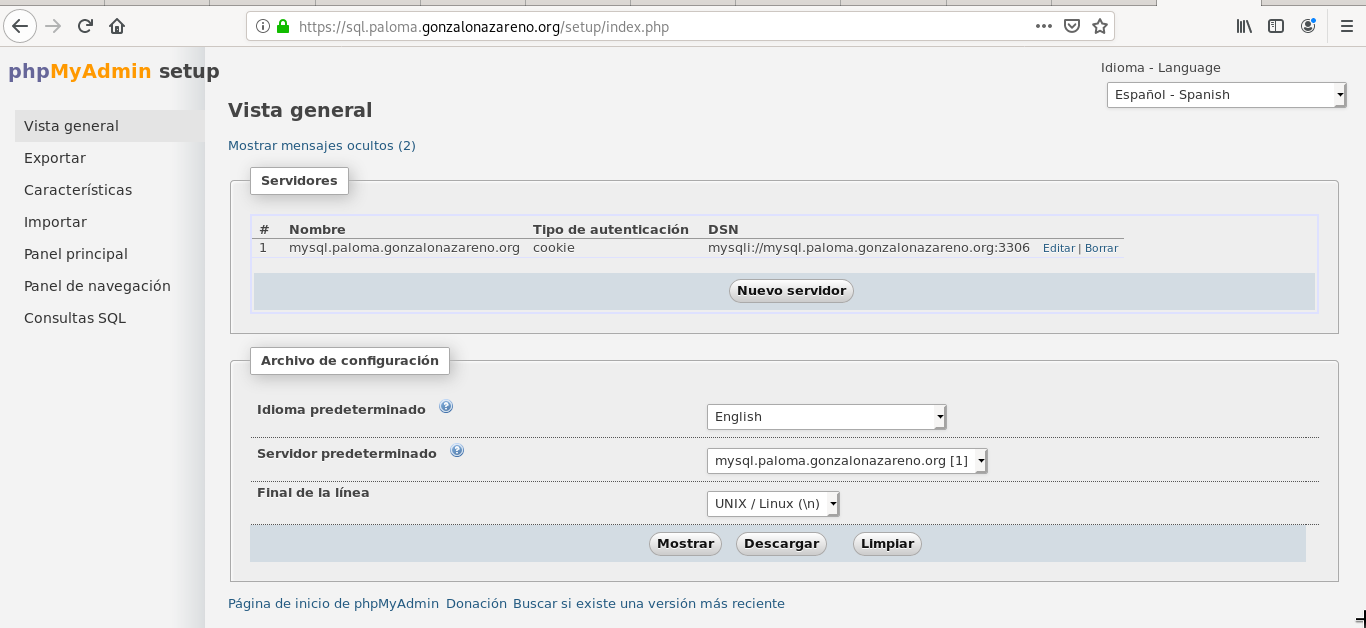 https://sql.paloma.gonzalonazareno.org/setup/index.php
phpMyAdmin setup
Idioma - Language
Español - Spanish
Vista general
Exportar
Características
Importar
Panel principal
Panel de navegación
Consultas SQL
Vista general
Mostrar mensajes ocultos (2)
Servidores
# Nombre Tipo de autenticación DSN
1 mysql.paloma.gonzalonazareno.org cookie mysqli://mysql.paloma.gonzalonazareno.org:3306 Editar | Borrar
Nuevo servidor
Archivo de configuración
Idioma predeterminado English
Servidor predeterminado mysql.paloma.gonzalonazareno.org [1]
Final de la línea UNIX / Linux (\n)
Mostrar Descargar Limpiar
Página de inicio de phpMyAdmin Donación Buscar si existe una versión más reciente